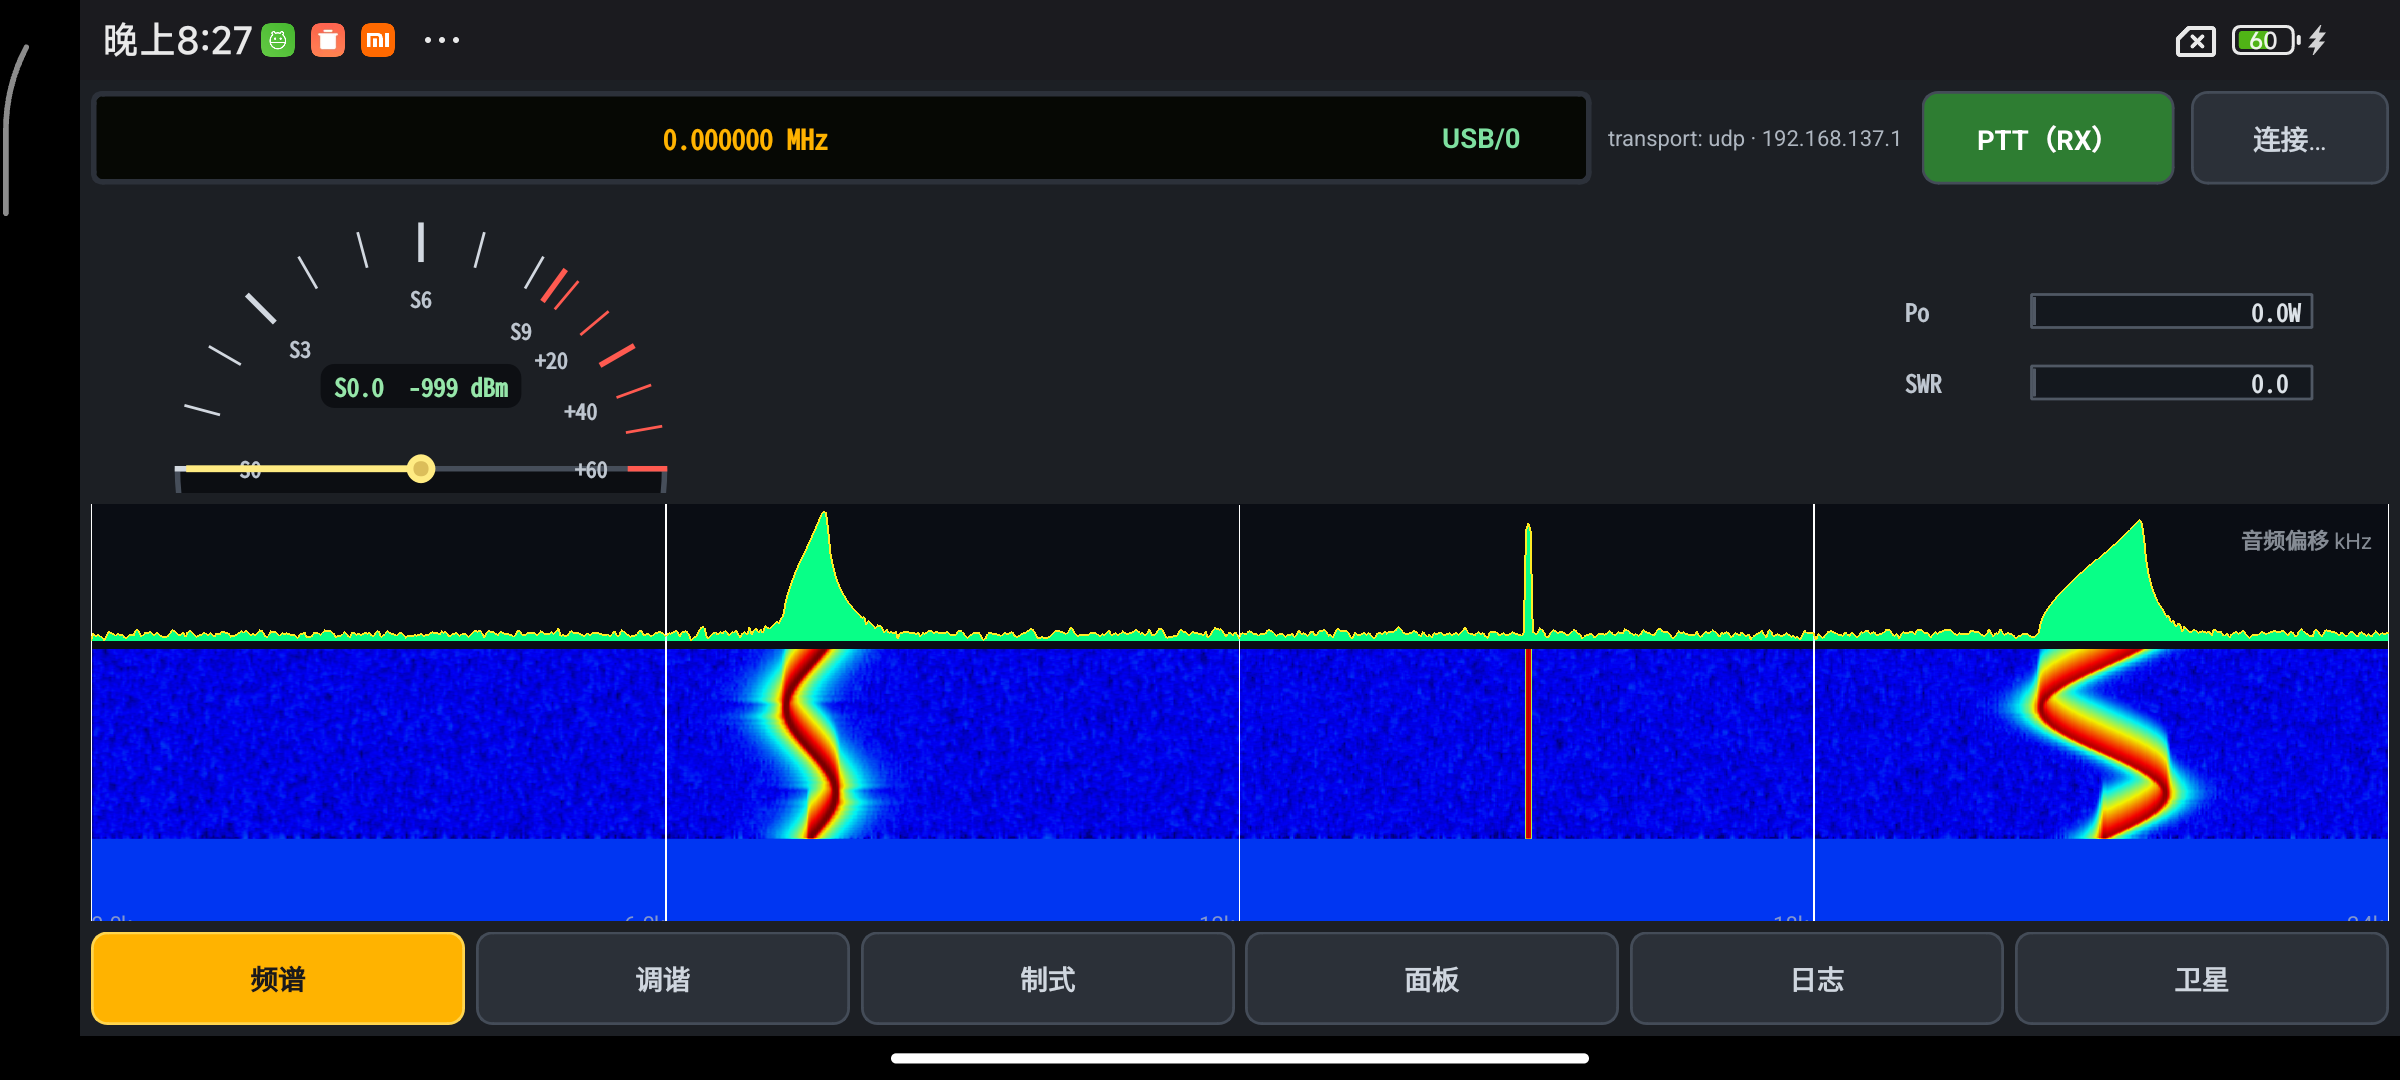 晚上8:27
60
0.000000 MHz
USB/0
transport: udp · 192.168.137.1
PTT（RX）
连接...
S6
S9
S3
+20
S0.0 -999 dBm
+40
S0
+60
Po
0.0W
SWR
0.0
音频偏移 kHz
频谱
调谐
制式
面板
日志
卫星